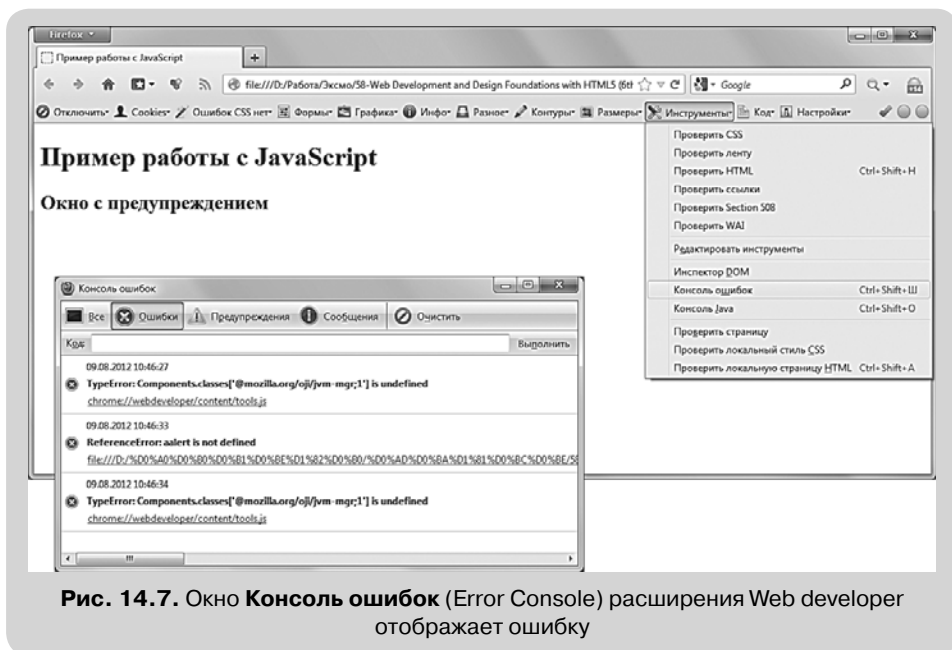 Firefox
Пример работы с JavaScript
file:///D:/Работа/Эксмо/58-Web Development and Design Foundations with HTML5 (6th
Google
Отключить Cookies Ошибок CSS нет Формы Графика Инфо Разное Контуры Размеры Инструменты Код Настройки
Пример работы с JavaScript
Окно с предупреждением
Проверить CSS
Проверить ленту
Проверить HTML Ctrl+Shift+H
Проверить ссылки
Проверить Section 508
Проверить WAI
Редактировать инструменты
Инспектор DOM
Консоль ошибок Ctrl+Shift+Ш
Консоль Java Ctrl+Shift+O
Проверить страницу
Проверить локальный стиль CSS
Проверить локальную страницу HTML Ctrl+Shift+A
Консоль ошибок
Все Ошибки Предупреждения Сообщения Очистить
Код: Выполнить
09.08.2012 10:46:27
TypeError: Components.classes['@mozilla.org/oji/jvm-mgr;1'] is undefined
chrome://webdeveloper/content/tools.js
09.08.2012 10:46:33
ReferenceError: aalert is not defined
file:///D:/%D0%A0%D0%B0%D0%B1%D0%BE%D1%82%D0%B0/%D0%AD%D0%BA%D1%81%D0%BC%D0%BE/58
09.08.2012 10:46:34
TypeError: Components.classes['@mozilla.org/oji/jvm-mgr;1'] is undefined
chrome://webdeveloper/content/tools.js
Рис. 14.7. Окно Консоль ошибок (Error Console) расширения Web developer
отображает ошибку